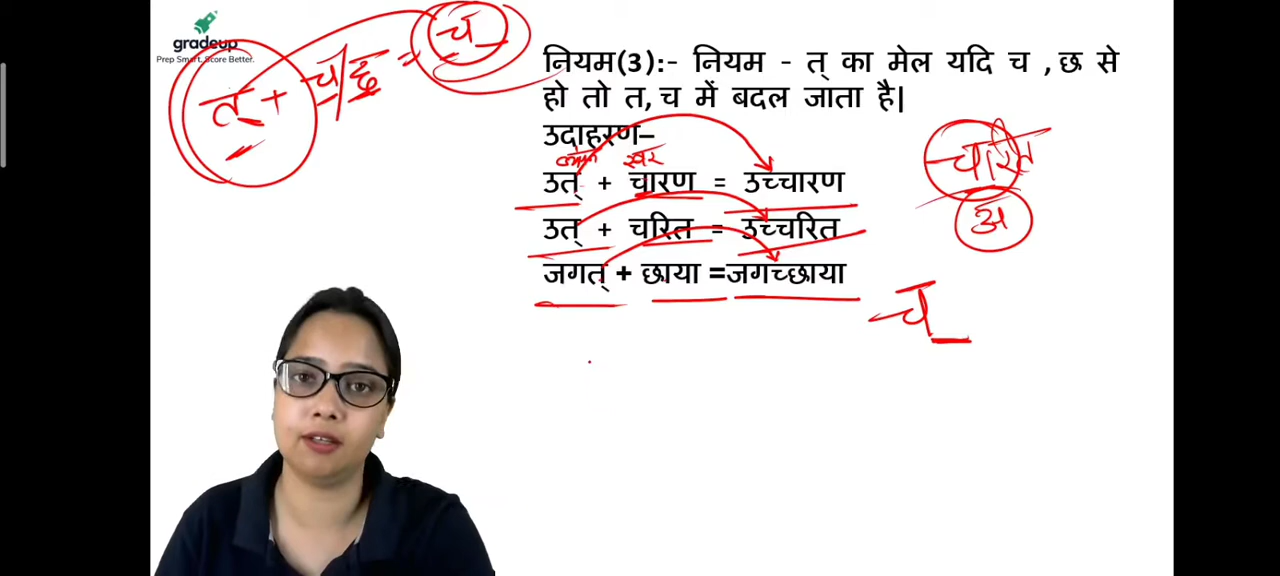 gradeup
Prep Smart. Score Better.
त् + च/छ = च्
नियम(3):- नियम - त् का मेल यदि च , छ से
हो तो त, च में बदल जाता है|
उदाहरण–
उत् + चारण = उच्चारण
उत् + चरित = उच्चरित
जगत् + छाया =जगच्छाया
चरित
अ
च्